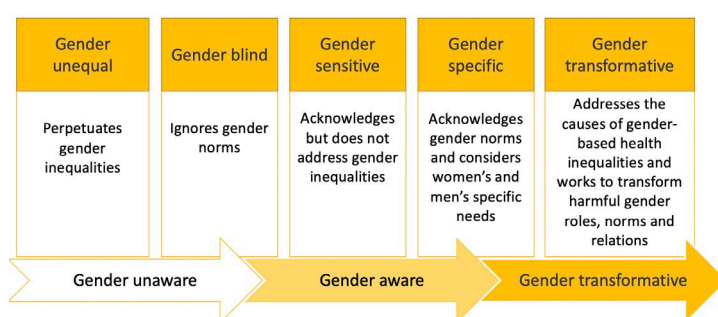 Gender
unequal
Perpetuates
gender
inequalities
Gender blind
Ignores gender
norms
Gender
sensitive
Acknowledges
but does not
address gender
inequalities
Gender
specific
Acknowledges
gender norms
and considers
women's and
men's specific
needs
Gender
transformative
Addresses the
causes of gender-
based health
inequalities and
works to transform
harmful gender
roles, norms and
relations
Gender unaware
Gender aware
Gender transformative